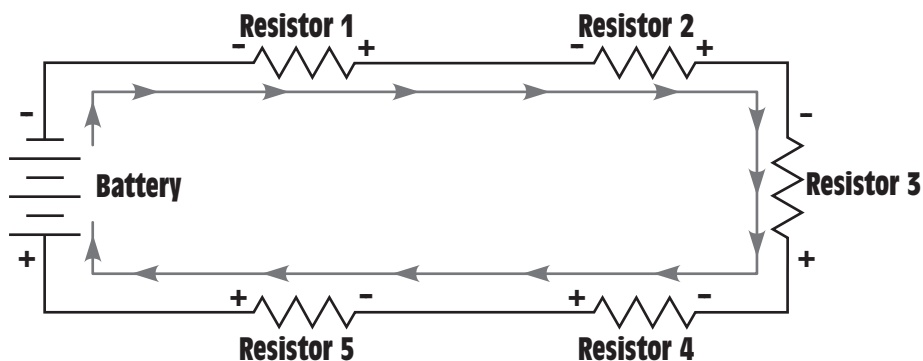 Resistor 1
Resistor 2
- + - +
- -
Battery
Resistor 3
+ +
+ - + -
Resistor 5
Resistor 4